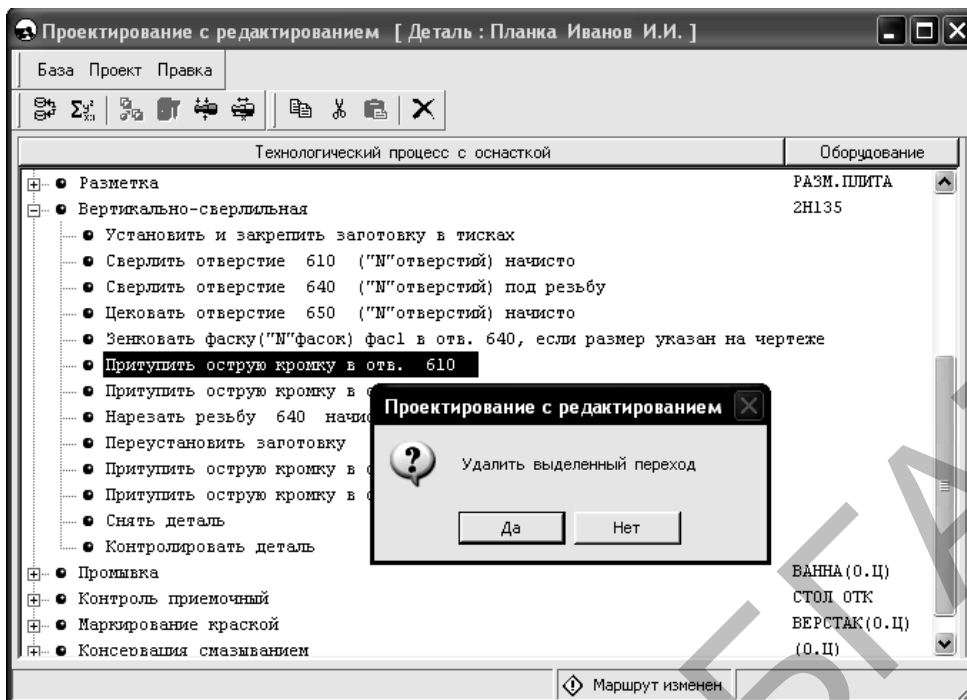 Проектирование с редактированием [ Деталь : Планка Иванов И.И. ]
База Проект Правка
Технологический процесс с оснасткой Оборудование
Разметка РАЗМ.ПЛИТА
Вертикально-сверлильная 2Н135
Установить и закрепить заготовку в тисках
Сверлить отверстие 610 ("N"отверстий) начисто
Сверлить отверстие 640 ("N"отверстий) под резьбу
Цековать отверстие 650 ("N"отверстий) начисто
Зенковать фаску("N"фасок) фас1 в отв. 640, если размер указан на чертеже
Притупить острую кромку в отв. 610
Притупить острую кромку в
Нарезать резьбу 640
Переустановить заготовку
Притупить острую кромку в
Притупить острую кромку в
Снять деталь
Контролировать деталь
Проектирование с редактированием
Удалить выделенный переход
Да Нет
Промывка ВАННА(О.Ц)
Контроль приемочный СТОЛ ОТК
Маркирование краской ВЕРСТАК(О.Ц)
Консервация смазыванием (О.Ц)
Маршрут изменен